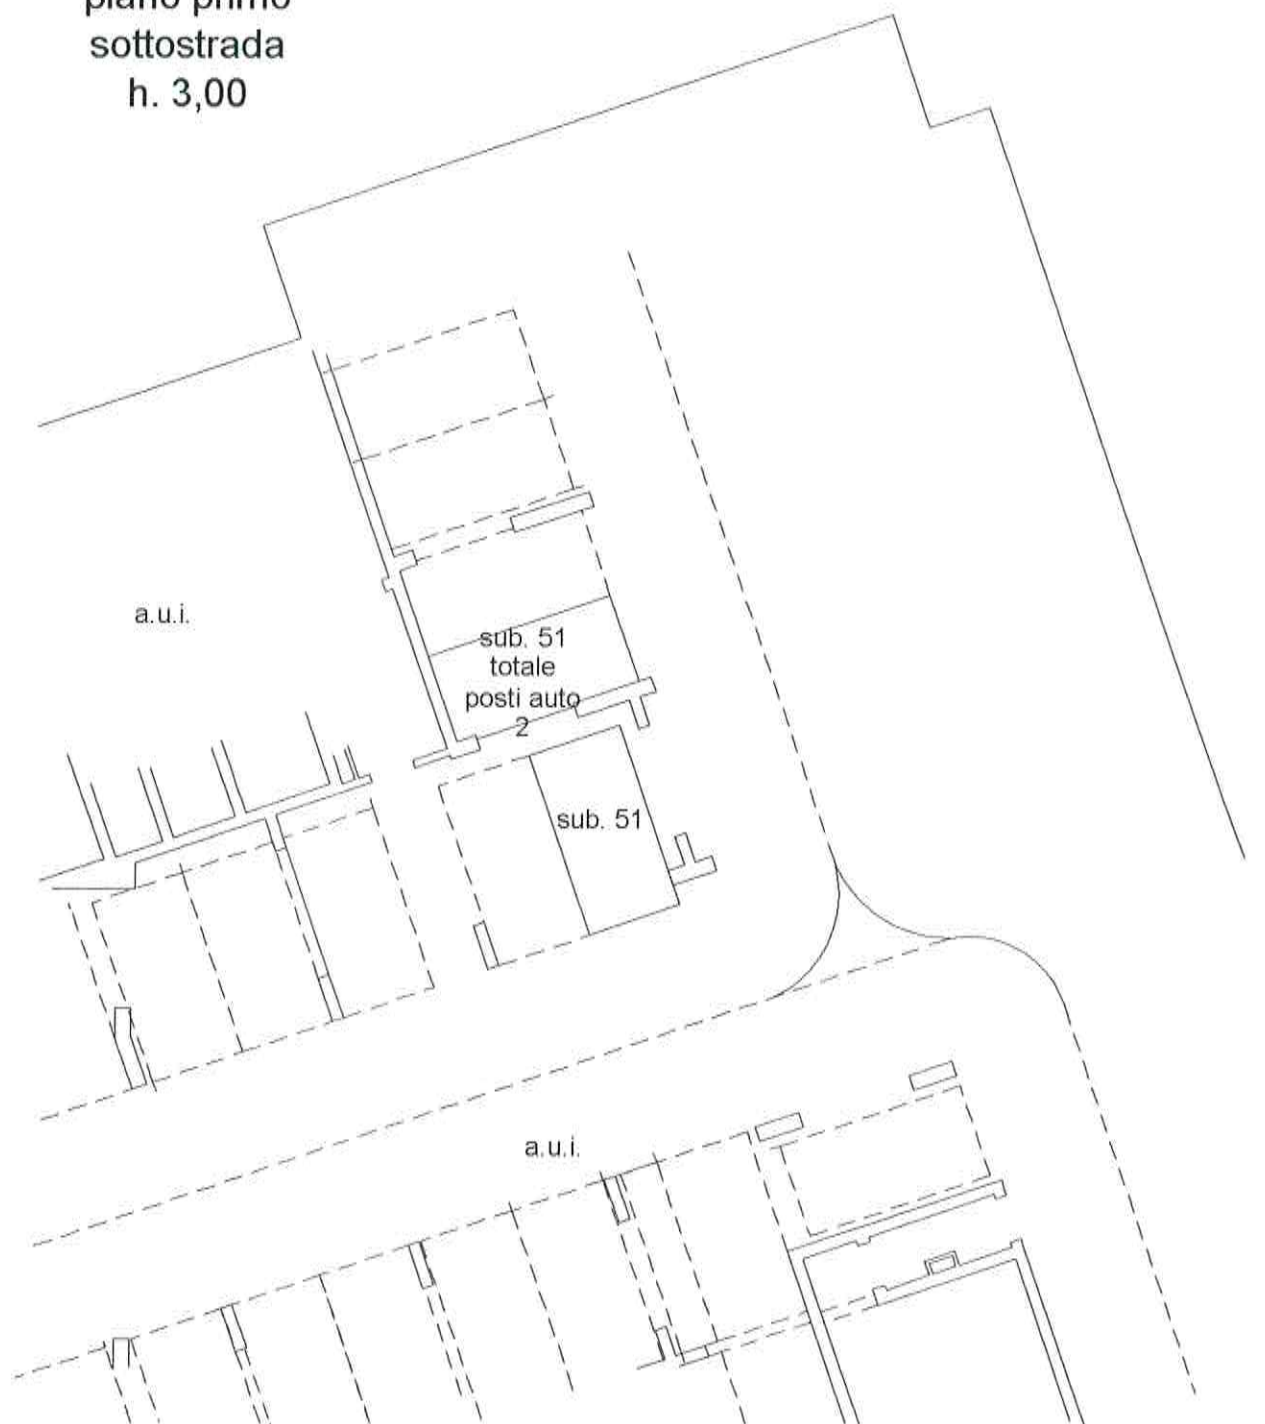 piano primo
sottostrada
h. 3,00
a.u.i.
sub. 51
totale
posti auto
2
sub. 51
a.u.i.